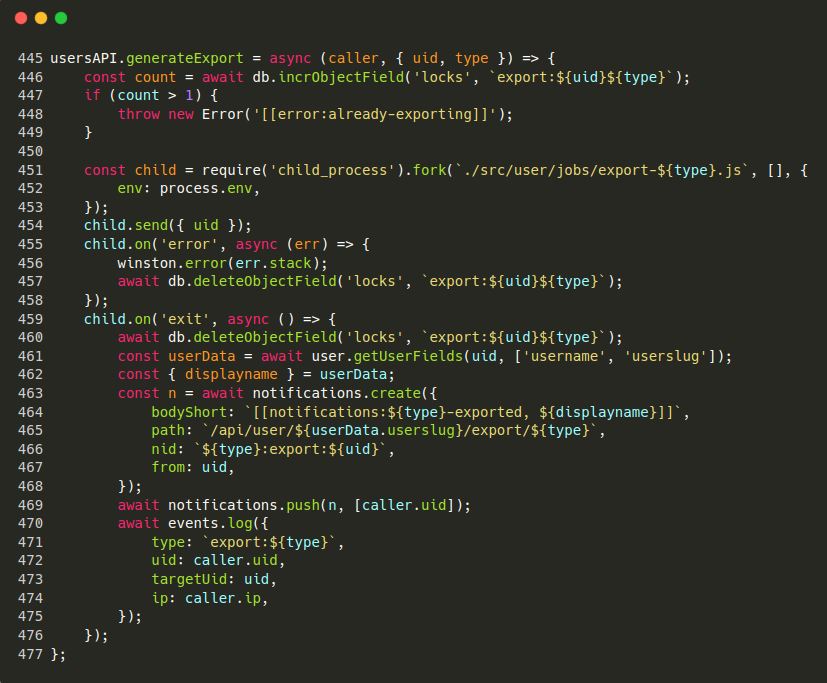 445 usersAPI.generateExport = async (caller, { uid, type }) => {
446     const count = await db.incrObjectField('locks', `export:${uid}${type}`);
447     if (count > 1) {
448         throw new Error('[[error:already-exporting]]');
449     }
450
451     const child = require('child_process').fork(`./src/user/jobs/export-${type}.js`, [], {
452         env: process.env,
453     });
454     child.send({ uid });
455     child.on('error', async (err) => {
456         winston.error(err.stack);
457         await db.deleteObjectField('locks', `export:${uid}${type}`);
458     });
459     child.on('exit', async () => {
460         await db.deleteObjectField('locks', `export:${uid}${type}`);
461         const userData = await user.getUserFields(uid, ['username', 'userslug']);
462         const { displayname } = userData;
463         const n = await notifications.create({
464             bodyShort: `[[notifications:${type}-exported, ${displayname}]]`,
465             path: `/api/user/${userData.userslug}/export/${type}`,
466             nid: `${type}:export:${uid}`,
467             from: uid,
468         });
469         await notifications.push(n, [caller.uid]);
470         await events.log({
471             type: `export:${type}`,
472             uid: caller.uid,
473             targetUid: uid,
474             ip: caller.ip,
475         });
476     });
477 };